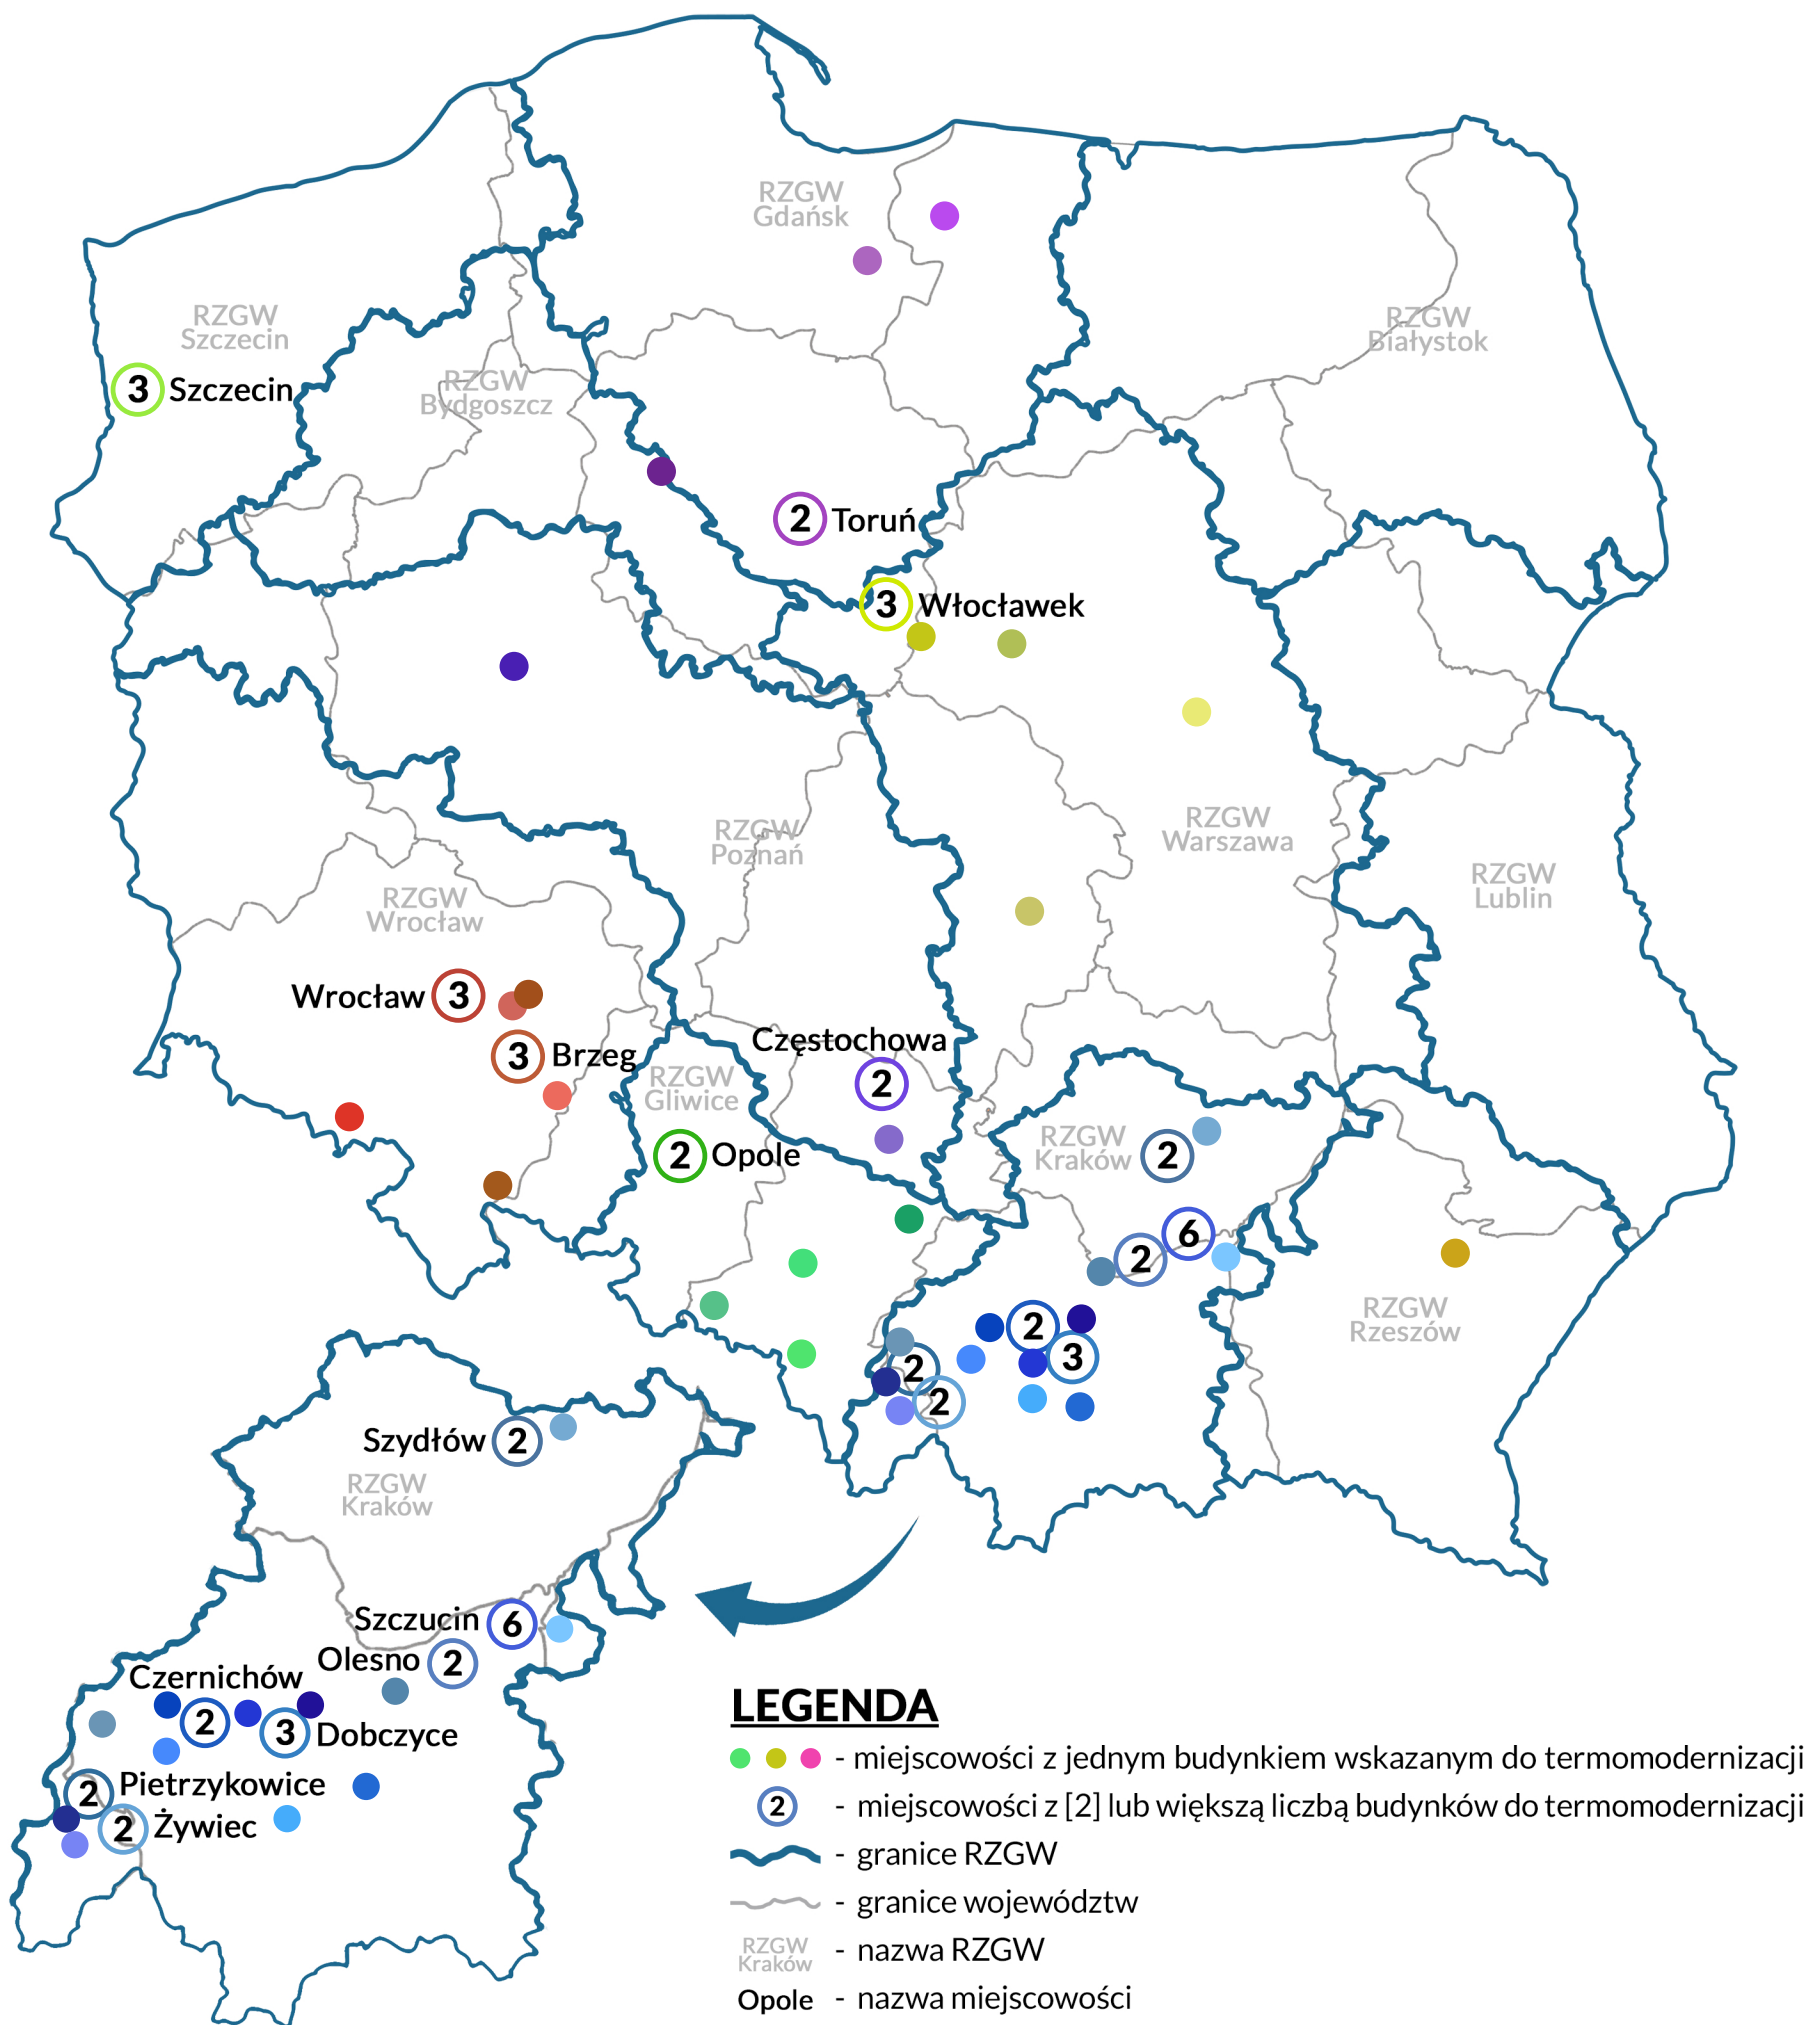 RZGW
Gdańsk
RZGW
Szczecin
RZGW
Białystok
3 Szczecin
RZGW
Bydgoszcz
2 Toruń
3 Włocławek
RZGW
Poznań
RZGW
Warszawa
RZGW
Lublin
RZGW
Wrocław
Wrocław 3
3 Brzeg
Częstochowa
2
RZGW
Gliwice
2 Opole
RZGW
Kraków
2
6
2
RZGW
Rzeszów
2
3
2
2
Szydłów 2
RZGW
Kraków
Szczucin 6
Olesno 2
Czernichów
2
3 Dobczyce
2 Pietrzykowice
2 Żywiec
LEGENDA
- miejscowości z jednym budynkiem wskazanym do termomodernizacji
2 - miejscowości z [2] lub większą liczbą budynków do termomodernizacji
- granice RZGW
- granice województw
RZGW
Kraków
- nazwa RZGW
Opole - nazwa miejscowości